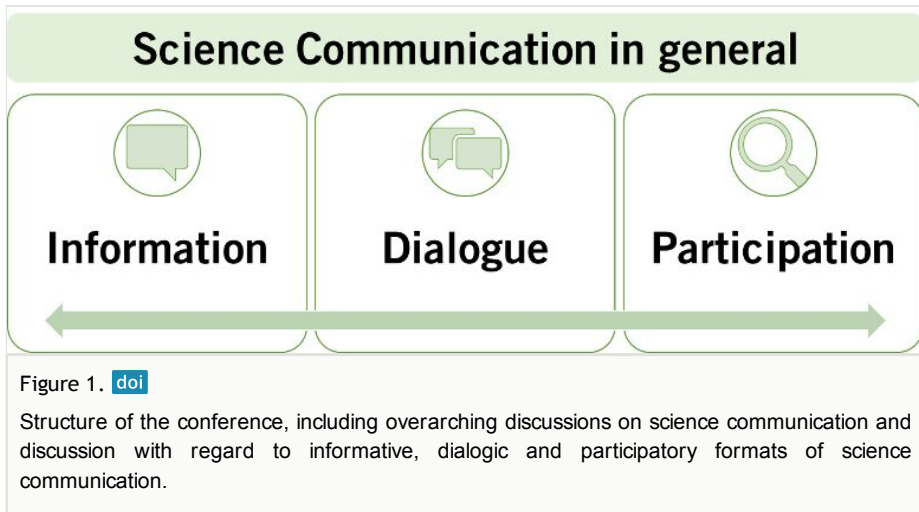 Science Communication in general
Information
Dialogue
Participation
Figure 1. doi
Structure of the conference, including overarching discussions on science communication and
discussion with regard to informative, dialogic and participatory formats of science
communication.